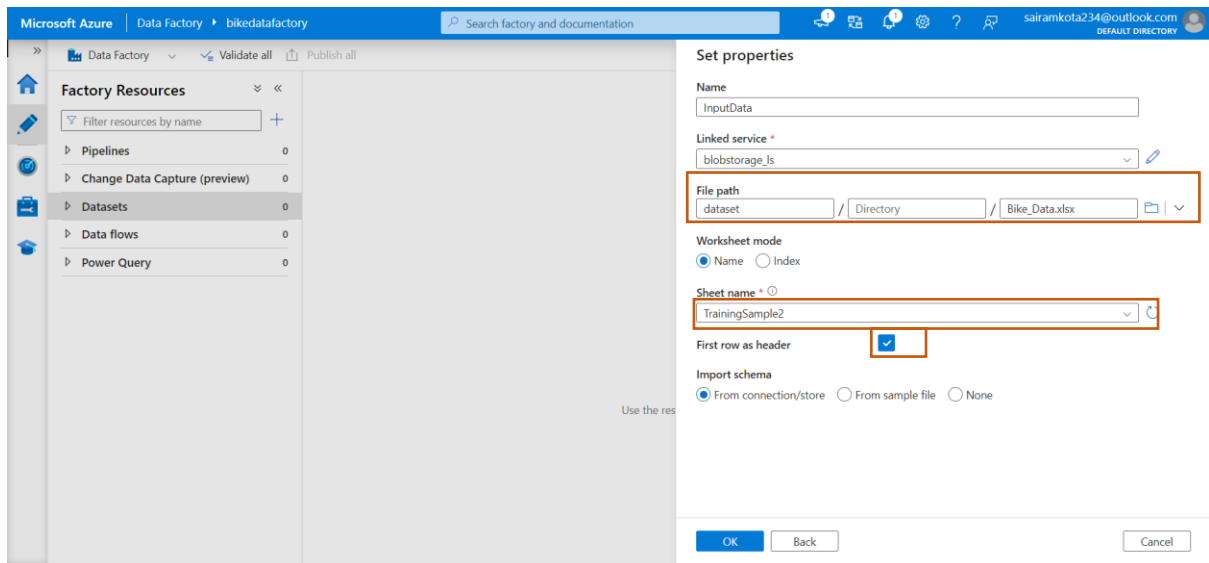 Microsoft Azure Data Factory bikedatafactory Search factory and documentation 1 1 sairamkota234@outlook.com
DEFAULT DIRECTORY
Data Factory Validate all Publish all
Factory Resources
Filter resources by name
Pipelines 0
Change Data Capture (preview) 0
Datasets 0
Data flows 0
Power Query 0
Use the res
Set properties
Name
InputData
Linked service *
blobstorage_ls
File path
dataset / Directory / Bike_Data.xlsx
Worksheet mode
Name Index
Sheet name *
TrainingSample2
First row as header
Import schema
From connection/store From sample file None
OK Back Cancel